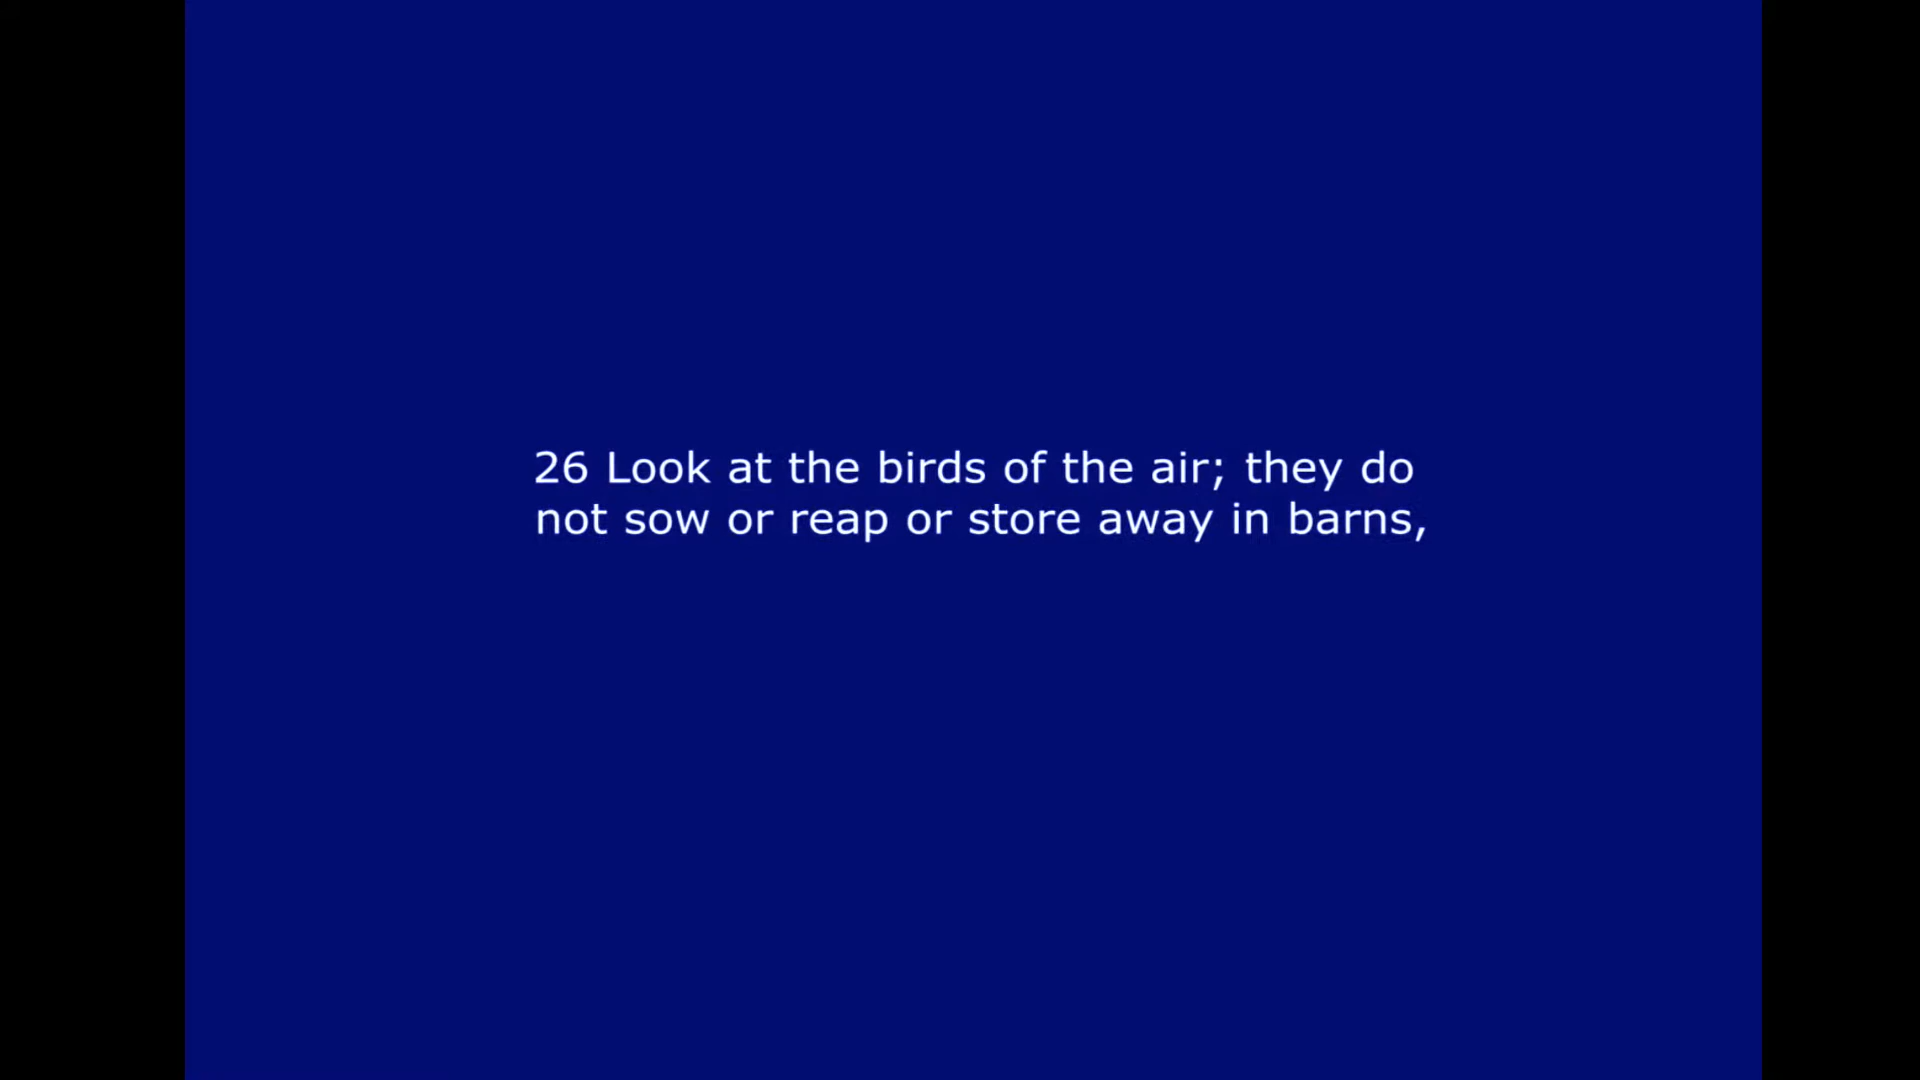 26 Look at the birds of the air; they do
not sow or reap or store away in barns,